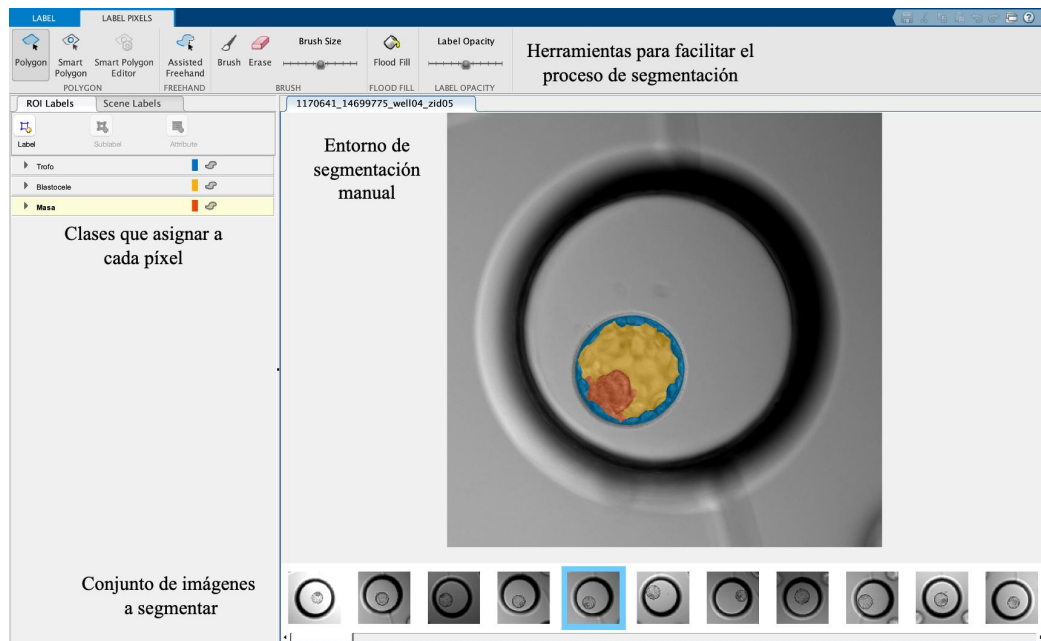 LABEL
LABEL PIXELS
Polygon
Smart
Polygon
Smart Polygon
Editor
Assisted
Freehand
Brush
Erase
Brush Size
Flood Fill
Label Opacity
POLYGON
FREEHAND
BRUSH
FLOOD FILL
LABEL OPACITY
Herramientas para facilitar el
proceso de segmentación
ROI Labels
Scene Labels
Label
Sublabel
Attribute
Trofo
Blastocele
Masa
Clases que asignar a
cada píxel
1170641_14699775_well04_zid05
Entorno de
segmentación
manual
Conjunto de imágenes
a segmentar